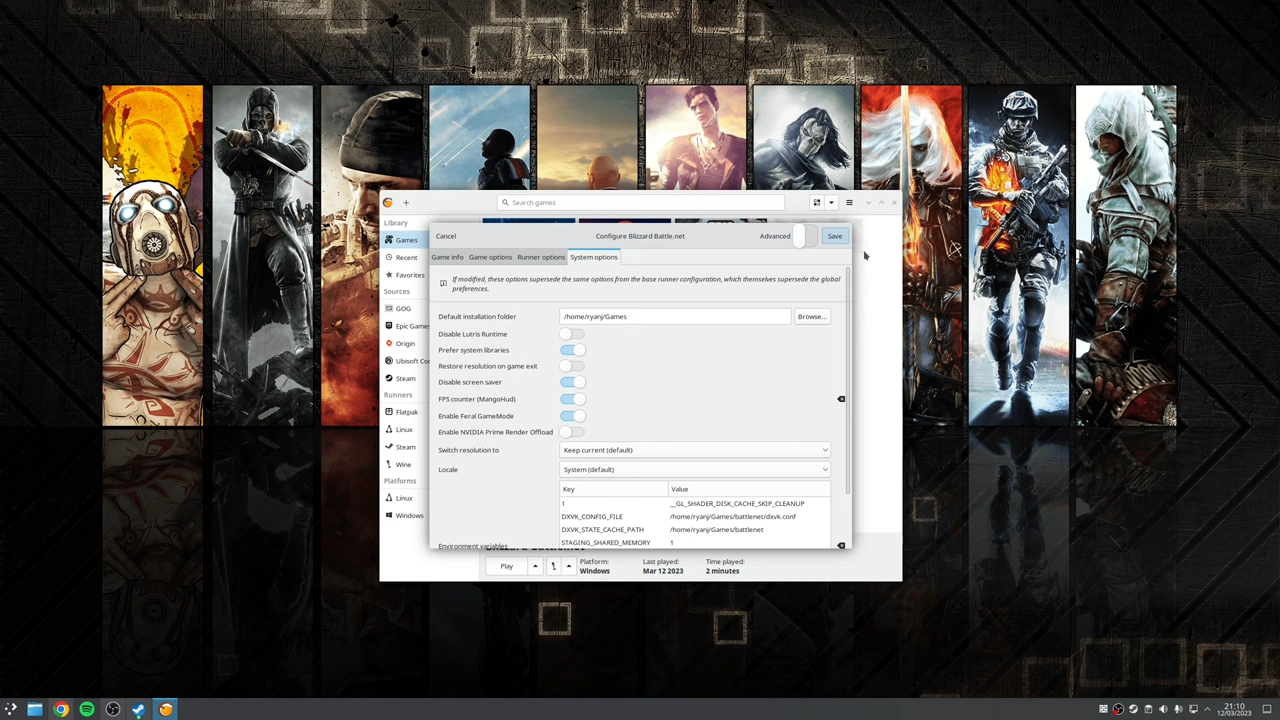 Search games
Library
Games
Recent
Favorites
Sources
GOG
Epic Game
Origin
Ubisoft Co
Steam
Runners
Flatpak
Linux
Steam
Wine
Platforms
Linux
Windows
Cancel
Configure Blizzard Battle.net
Advanced
Save
Game info
Game options
Runner options
System options
If modified, these options supersede the same options from the base runner configuration, which themselves supersede the global
preferences.
Default installation folder
/home/ryanj/Games
Browse...
Disable Lutris Runtime
Prefer system libraries
Restore resolution on game exit
Disable screen saver
FPS counter (MangoHud)
Enable Feral GameMode
Enable NVIDIA Prime Render Offload
Switch resolution to
Keep current (default)
Locale
System (default)
Key
Value
1
__GL_SHADER_DISK_CACHE_SKIP_CLEANUP
DXVK_CONFIG_FILE
/home/ryanj/Games/battlenet/dxvk.conf
DXVK_STATE_CACHE_PATH
/home/ryanj/Games/battlenet
STAGING_SHARED_MEMORY
1
Environment variables
Play
Platform:
Windows
Last played:
Mar 12 2023
Time played:
2 minutes
21:10
12/03/2023